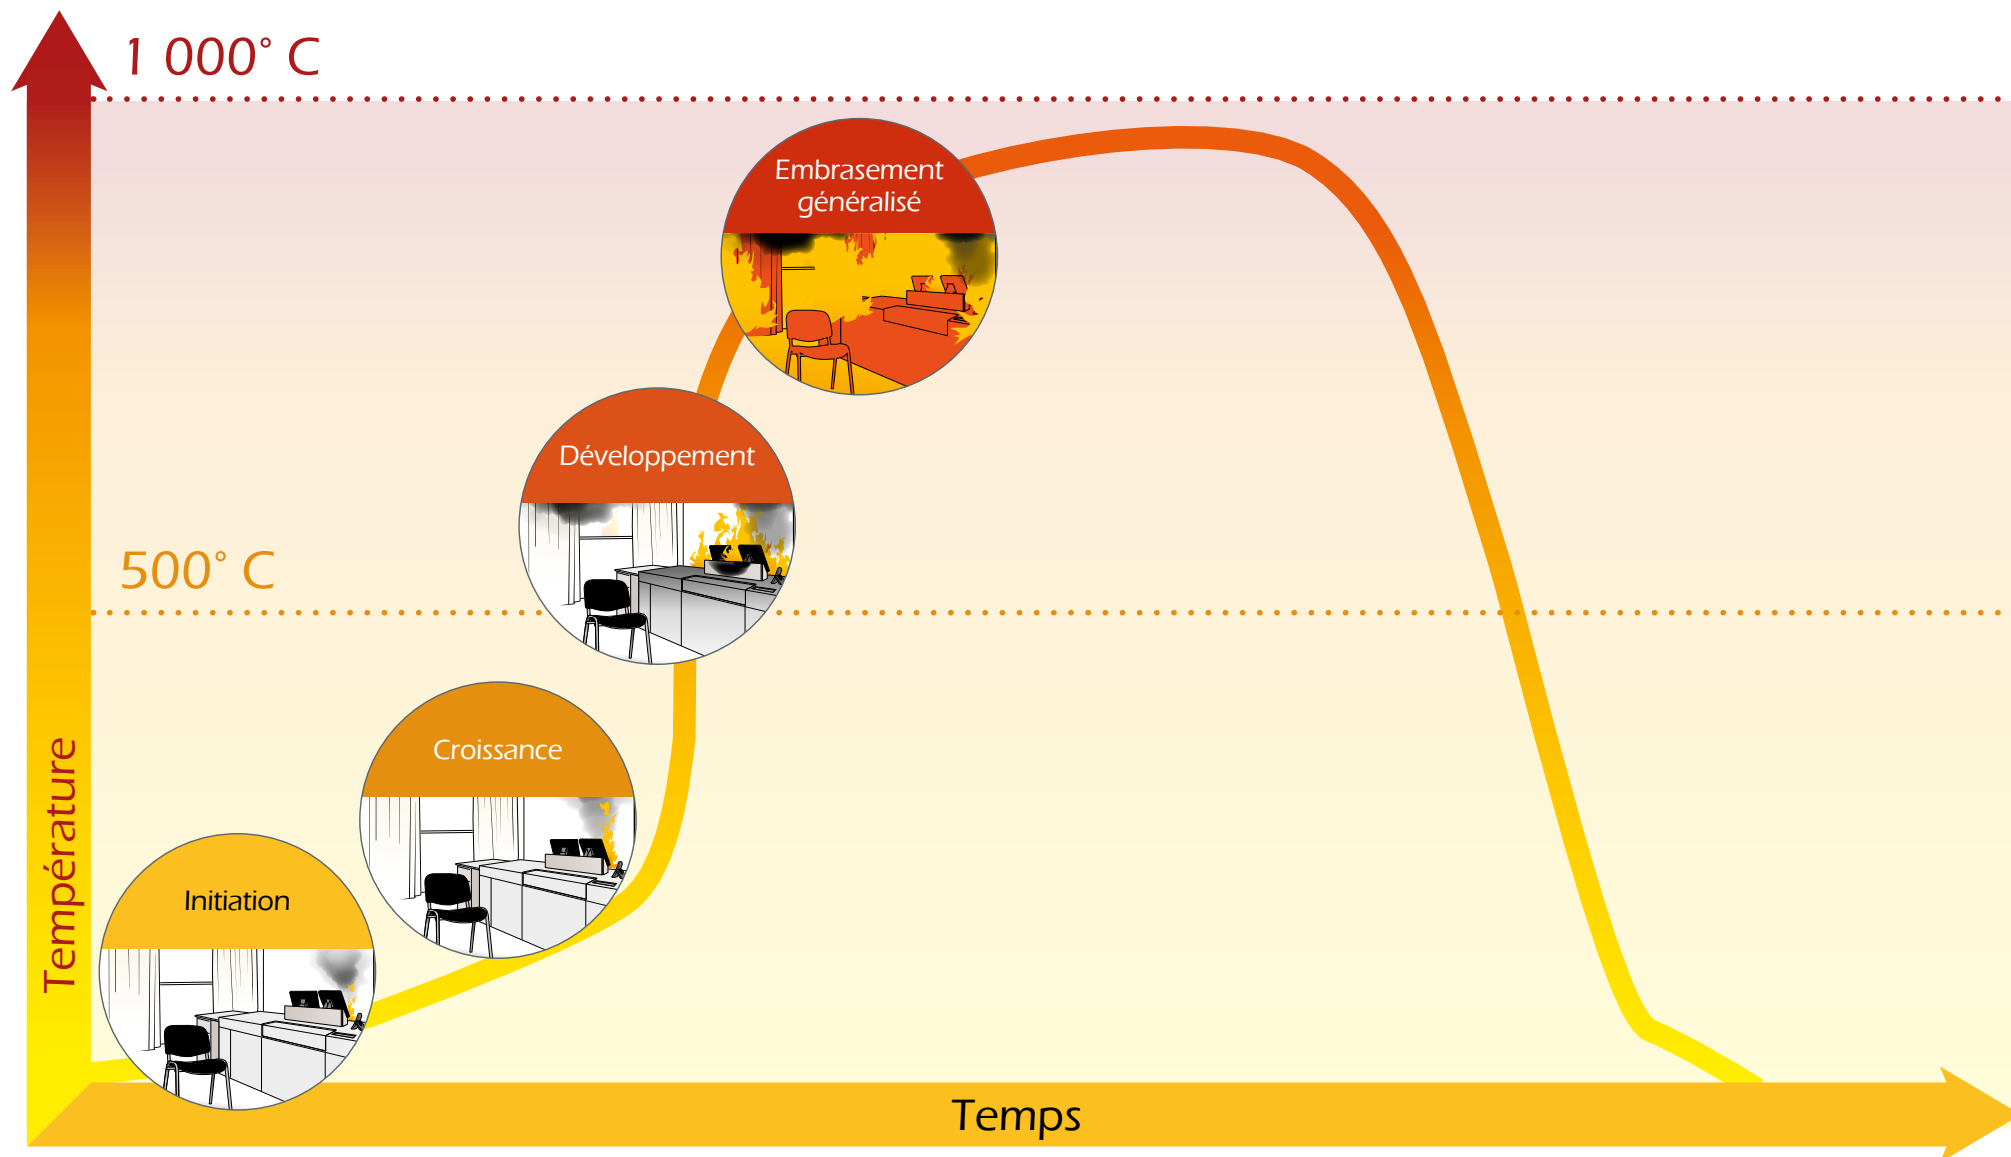 1 000° C
Embrasement
généralisé
Développement
500° C
Croissance
Température
Initiation
Temps